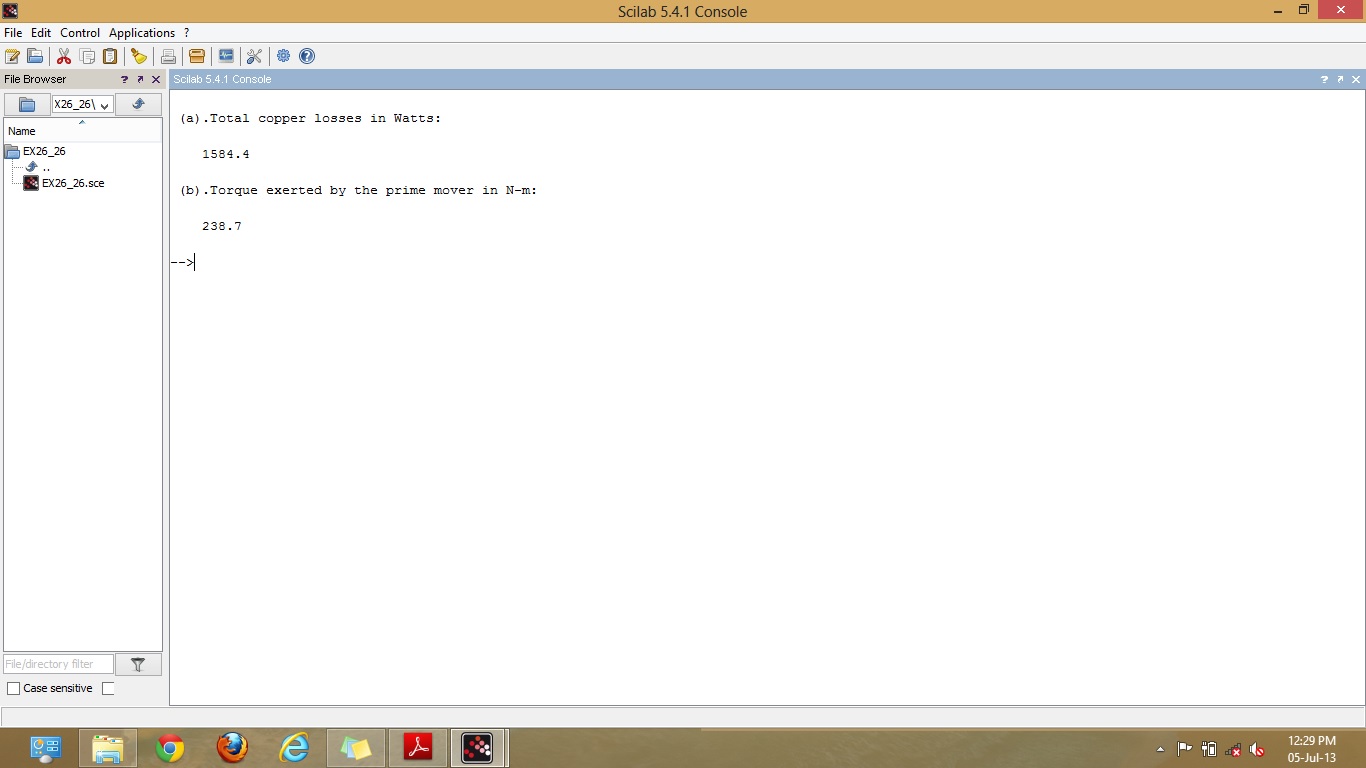 Scilab 5.4.1 Console
File Edit Control Applications ?
File Browser ?
Scilab 5.4.1 Console ?
X26_26\
Name
EX26_26
..
EX26_26.sce
(a).Total copper losses in Watts:
1584.4
(b).Torque exerted by the prime mover in N-m:
238.7
-->
File/directory filter
Case sensitive
12:29 PM
05-Jul-13